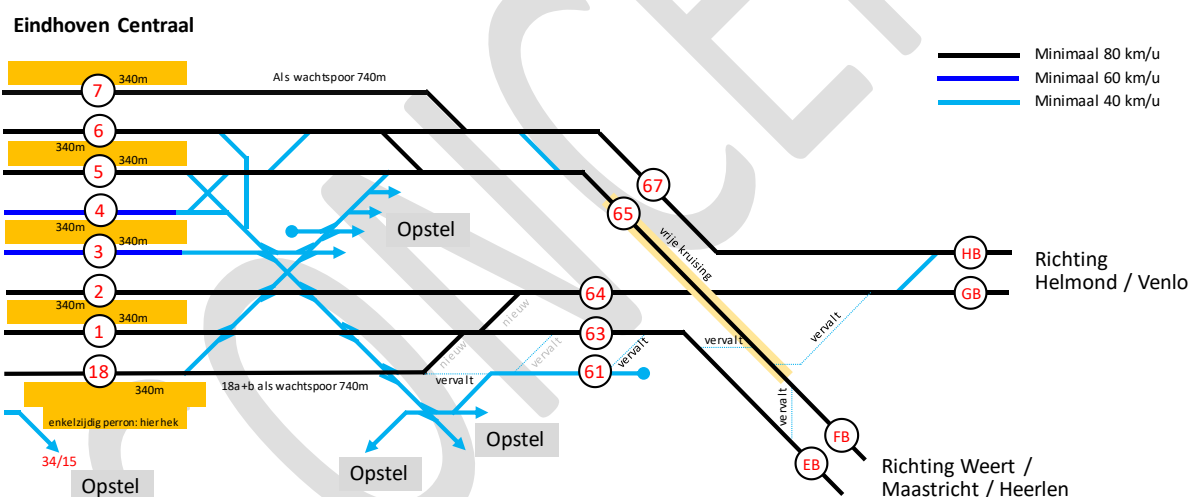 Eindhoven Centraal
Minimaal 80 km/u
Minimaal 60 km/u
Minimaal 40 km/u
340m
Als wachtspoor 740m
7
6
340m
340m
5
67
4
65
340m
340m
Opstel
3
vrije kruising
HB
Richting
Helmond / Venlo
2
64
GB
340m
340m
nieuw
1
63
vervalt
vervalt
nieuw
vervalt
vervalt
18
340m
18a+b als wachtspoor 740m
vervalt
61
enkelzijdig perron: hier hek
vervalt
34/15
Opstel
Opstel
Opstel
FB
EB
Richting Weert /
Maastricht / Heerlen
CONCE